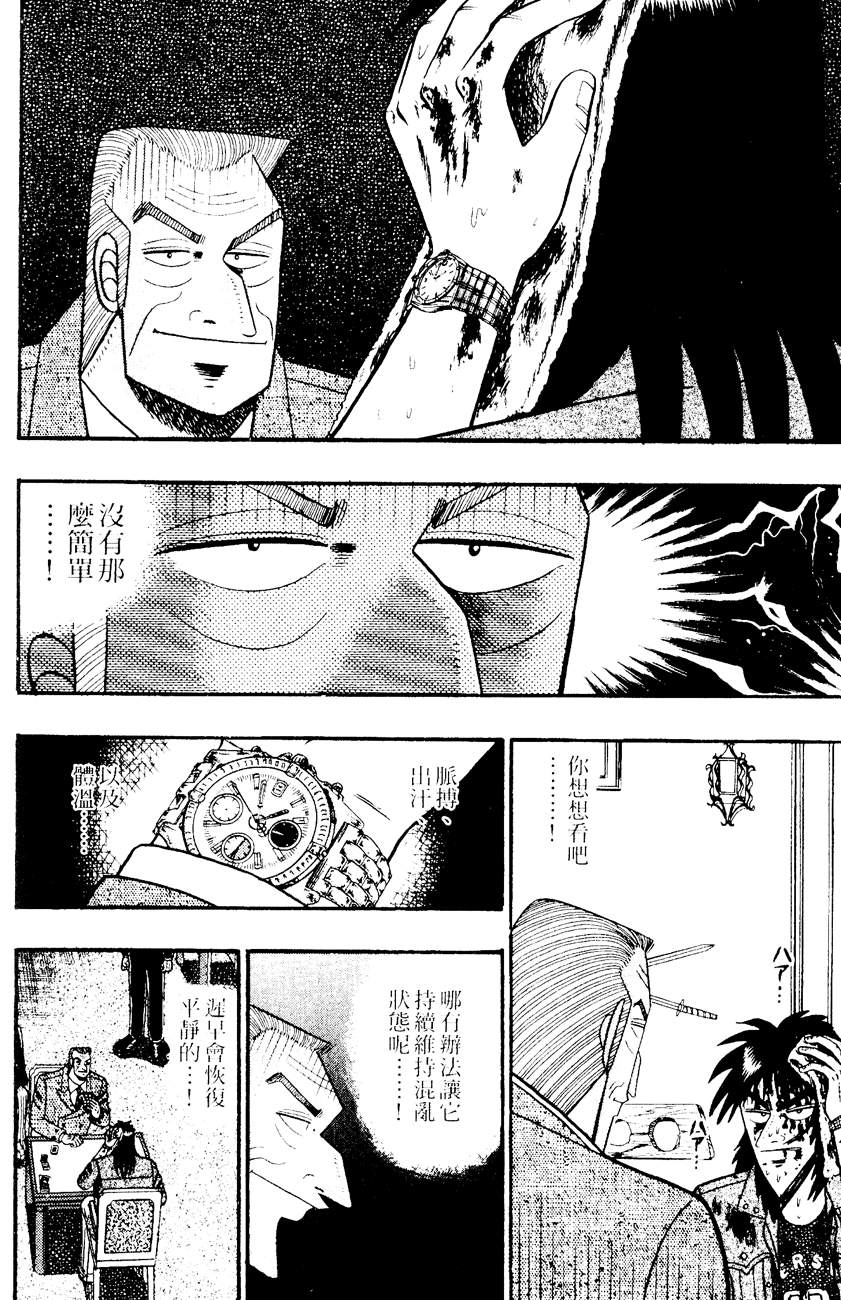 沒有那
麼簡單
……！
你想想看吧
……！
ハァ…
ハァ…
脈搏、
出汗
以及
體溫……
哪有辦法讓它
持續維持混亂
狀態呢……！
遲早會恢復
平靜的…！